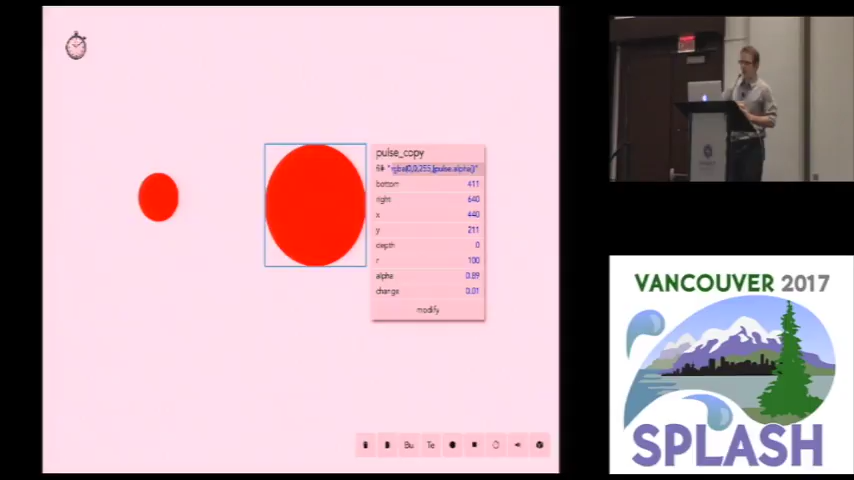 pulse_copy
fill= "rgba(0,0,255,{pulse.alpha})"
bottom 411
right 640
x 440
y 211
depth 0
r 100
alpha 0.89
change 0.01
modify
Bu Te
VANCOUVER 2017
SPLASH